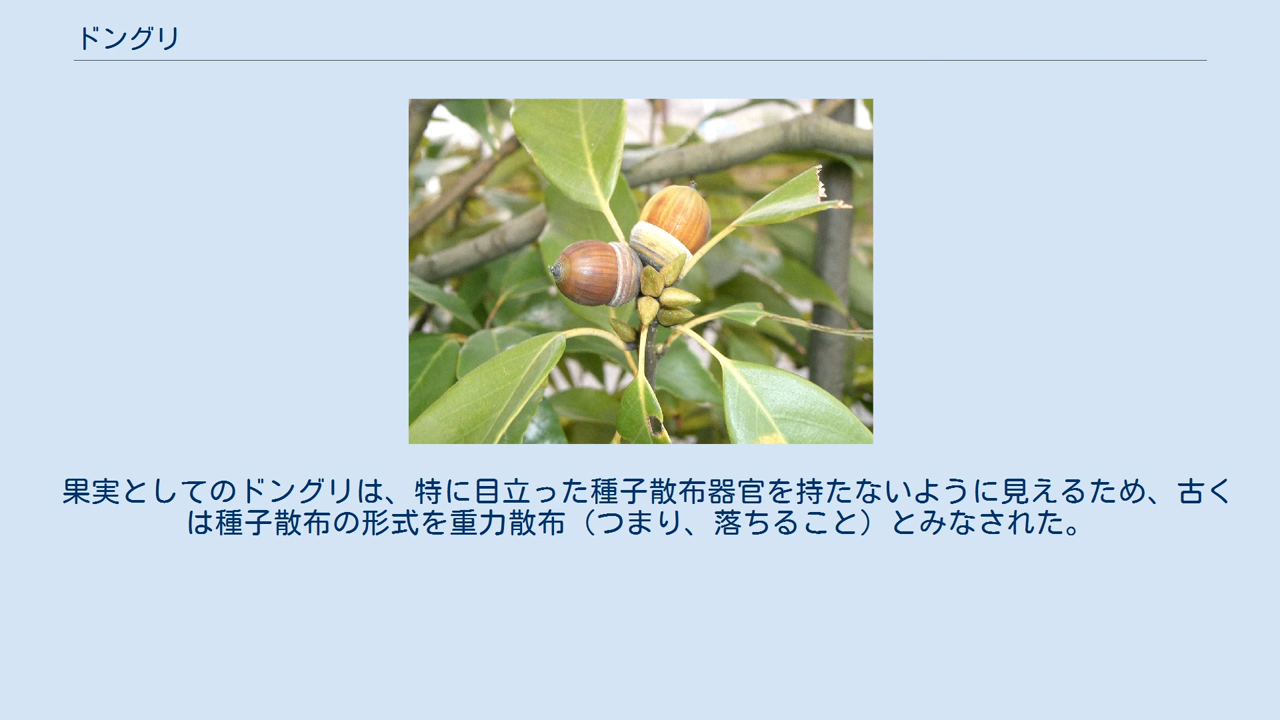 ドングリ
果実としてのドングリは、特に目立った種子散布器官を持たないように見えるため、古く
は種子散布の形式を重力散布（つまり、落ちること）とみなされた。